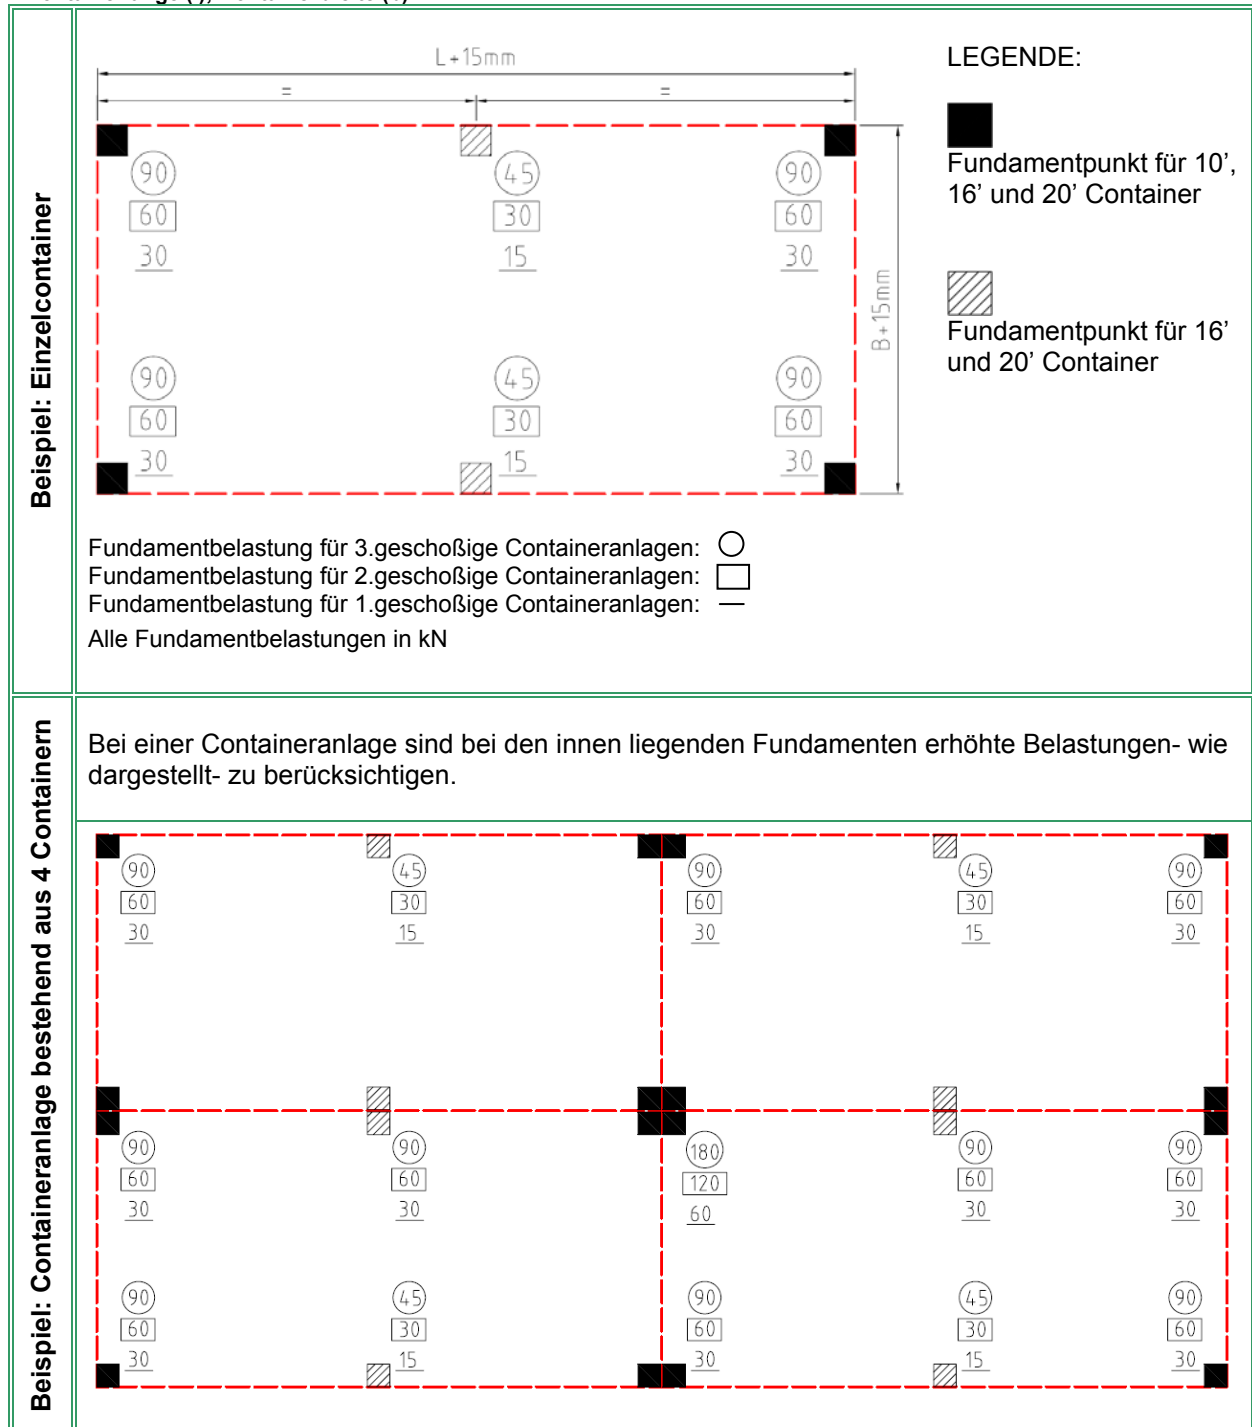 Beispiel: Einzelcontainer
L+15mm
= =
B+15mm
90 45 90
60 30 60
30 15 30
90 45 90
60 30 60
30 15 30
LEGENDE:
Fundamentpunkt für 10’,
16’ und 20’ Container
Fundamentpunkt für 16’
und 20’ Container
Fundamentbelastung für 3.geschoßige Containeranlagen:
Fundamentbelastung für 2.geschoßige Containeranlagen:
Fundamentbelastung für 1.geschoßige Containeranlagen:
Alle Fundamentbelastungen in kN
Beispiel: Containeranlage bestehend aus 4 Containern
Bei einer Containeranlage sind bei den innen liegenden Fundamenten erhöhte Belastungen- wie
dargestellt- zu berücksichtigen.
90 45 90 45 90
60 30 60 30 60
30 15 30 15 30
90 90 180 90 90
60 60 120 60 60
30 30 60 30 30
90 45 90 45 90
60 30 60 30 60
30 15 30 15 30